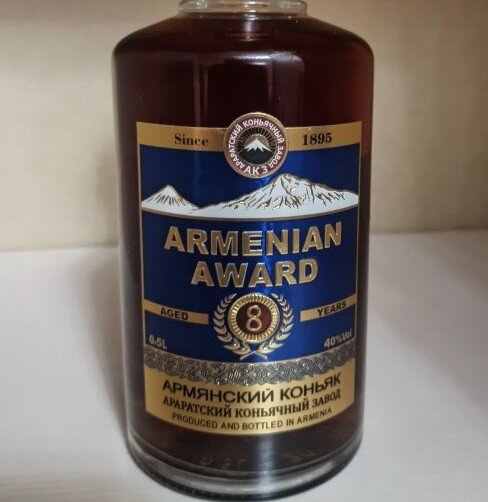 Since 1895
АРАРАТСКИЙ КОНЬЯЧНЫЙ ЗАВОД
АКЗ
ARMENIAN
AWARD
AGED 8 YEARS
0.5L 40%Vol
АРМЯНСКИЙ КОНЬЯК
АРАРАТСКИЙ КОНЬЯЧНЫЙ ЗАВОД
PRODUCED AND BOTTLED IN ARMENIA